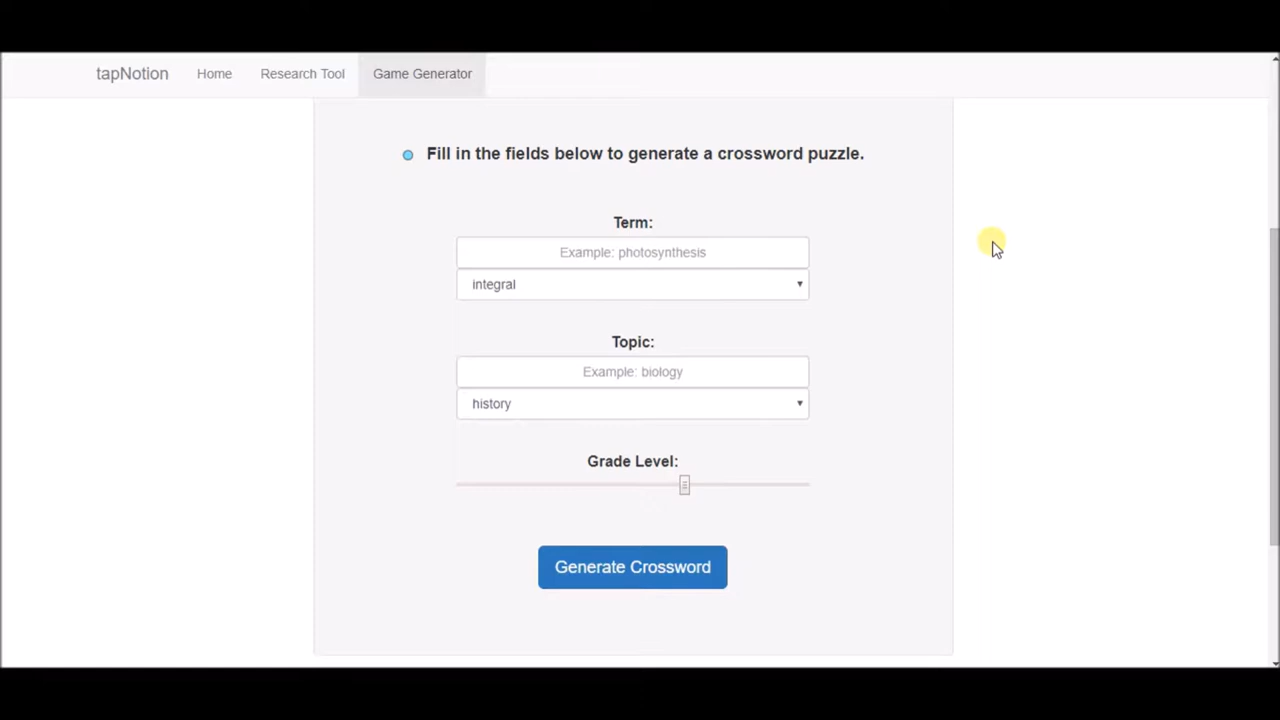 tapNotion Home Research Tool Game Generator
Fill in the fields below to generate a crossword puzzle.
Term:
Example: photosynthesis
integral
Topic:
Example: biology
history
Grade Level:
Generate Crossword